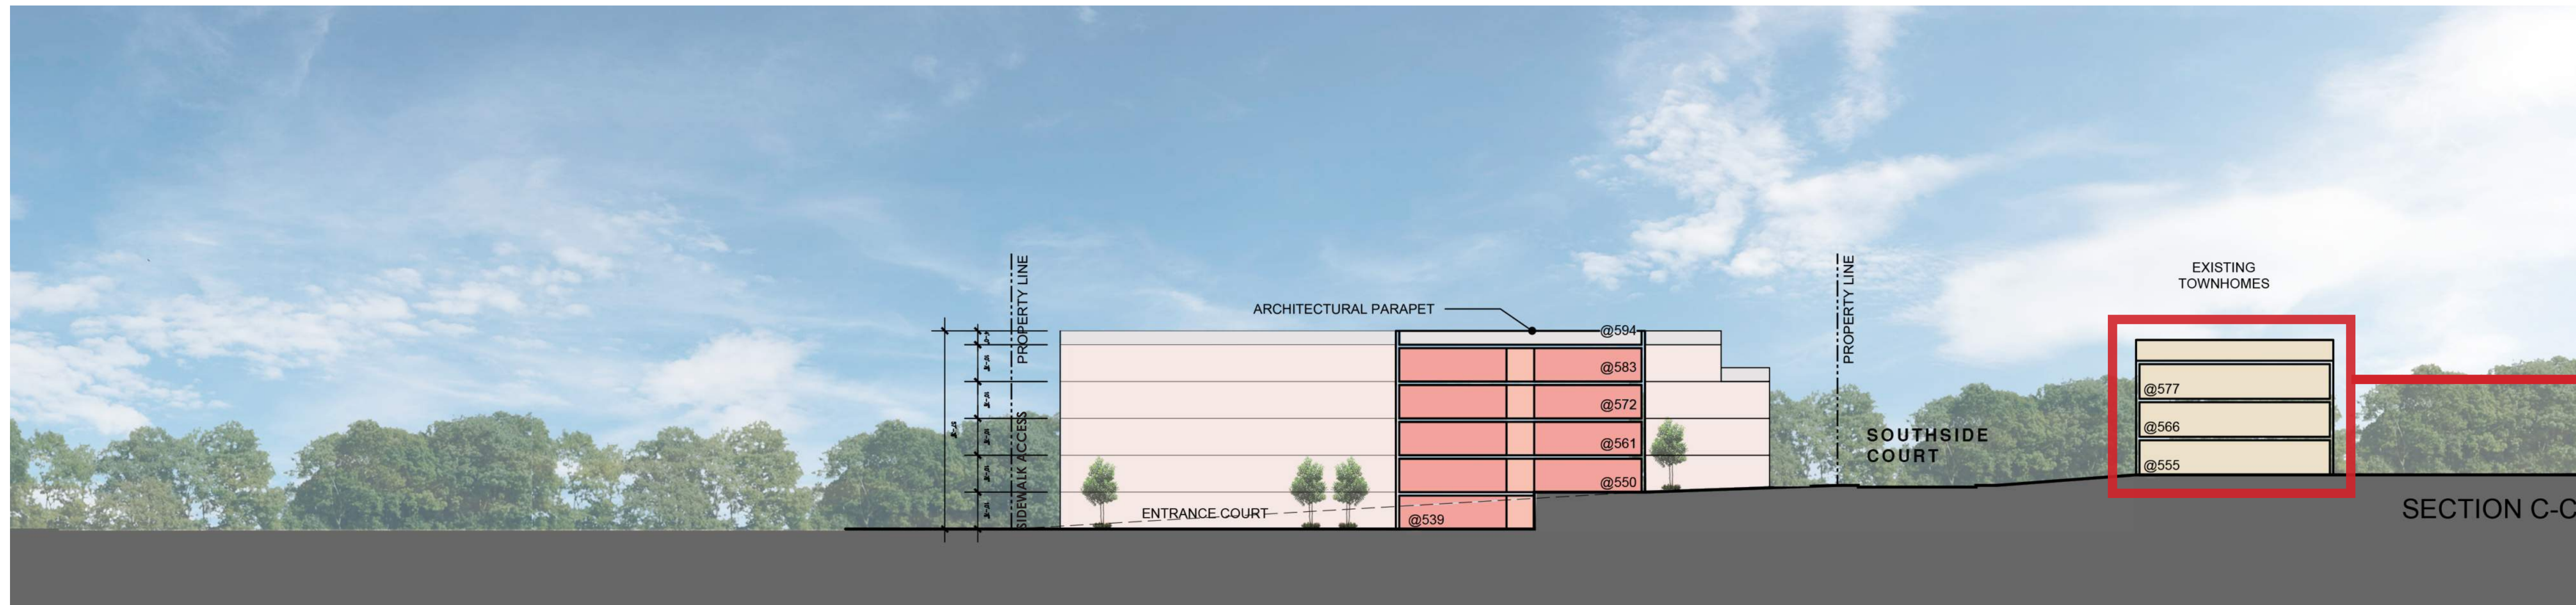 PROPERTY LINE
SIDEWALK ACCESS
ARCHITECTURAL PARAPET
@594
@583
@572
@561
@550
@539
ENTRANCE COURT
PROPERTY LINE
SOUTHSIDE
COURT
EXISTING
TOWNHOMES
@577
@566
@555
SECTION C-C